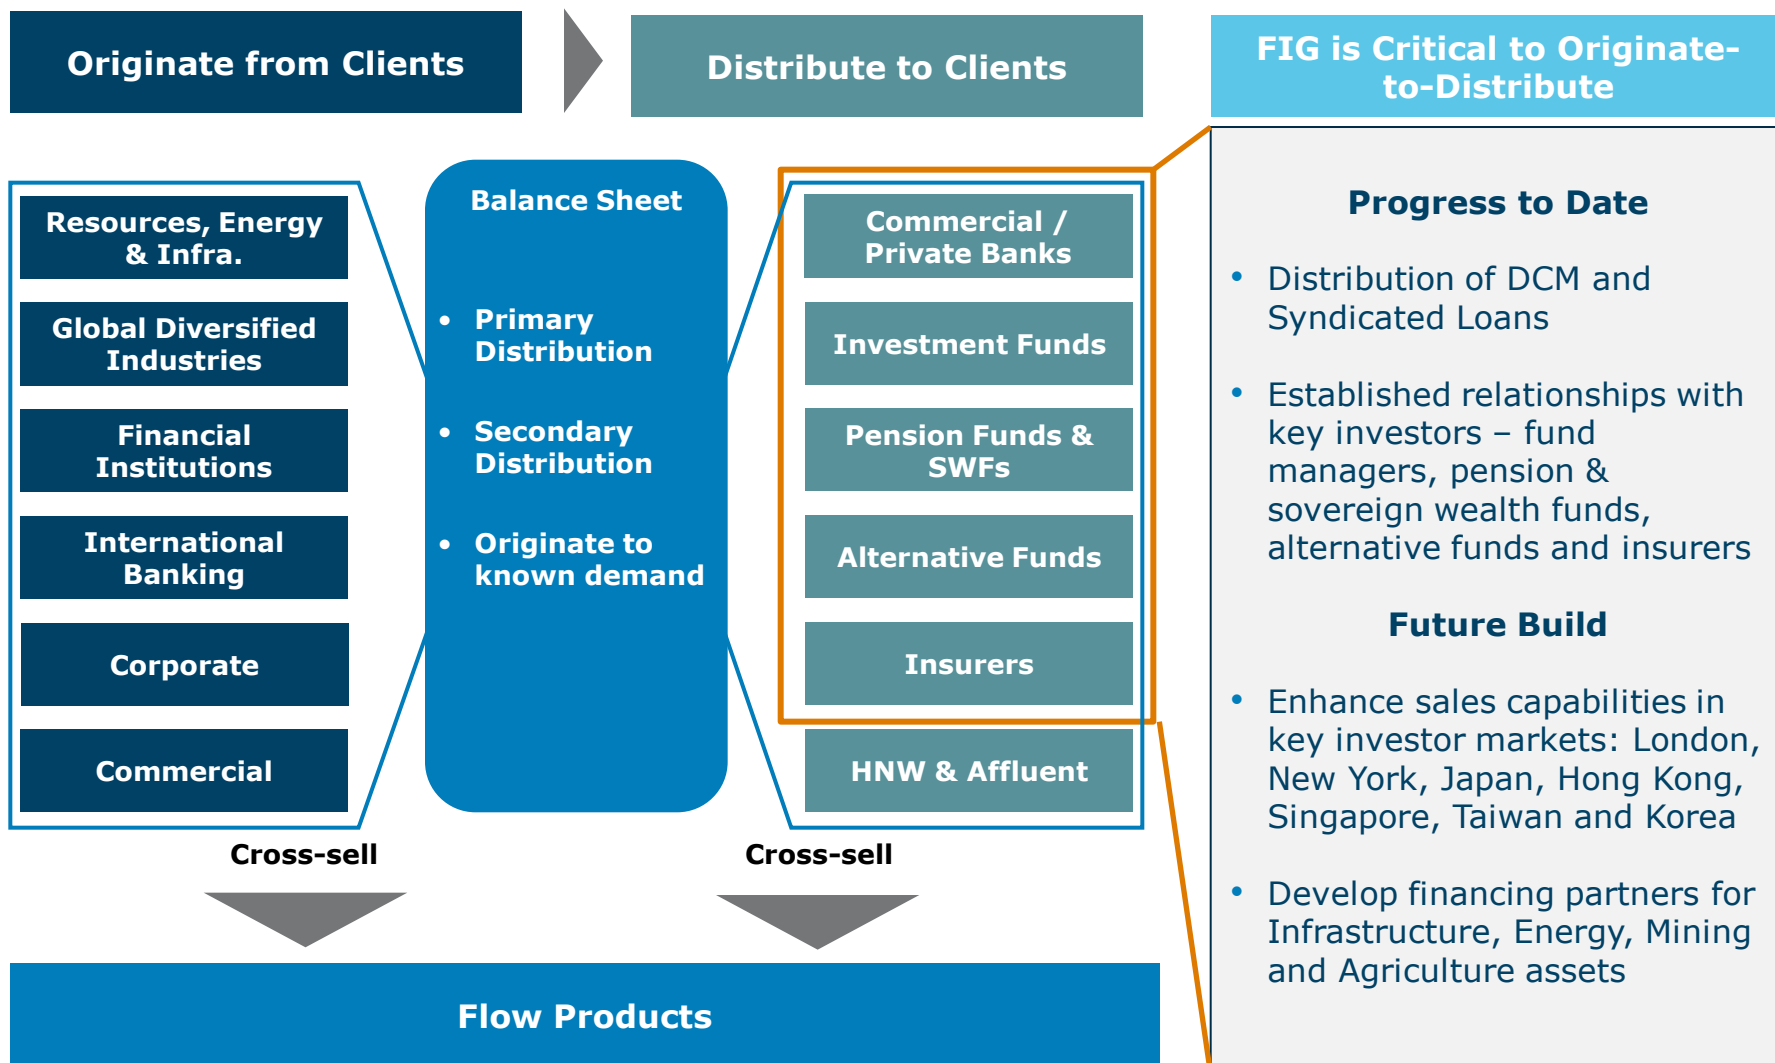 Originate from Clients
Distribute to Clients
FIG is Critical to Originate-
to-Distribute
Resources, Energy
& Infra.
Global Diversified
Industries
Financial
Institutions
International
Banking
Corporate
Commercial
Balance Sheet
• Primary
Distribution
• Secondary
Distribution
• Originate to
known demand
Commercial /
Private Banks
Investment Funds
Pension Funds &
SWFs
Alternative Funds
Insurers
HNW & Affluent
Cross-sell
Cross-sell
Flow Products
Progress to Date
• Distribution of DCM and
Syndicated Loans
• Established relationships with
key investors – fund
managers, pension &
sovereign wealth funds,
alternative funds and insurers
Future Build
• Enhance sales capabilities in
key investor markets: London,
New York, Japan, Hong Kong,
Singapore, Taiwan and Korea
• Develop financing partners for
Infrastructure, Energy, Mining
and Agriculture assets